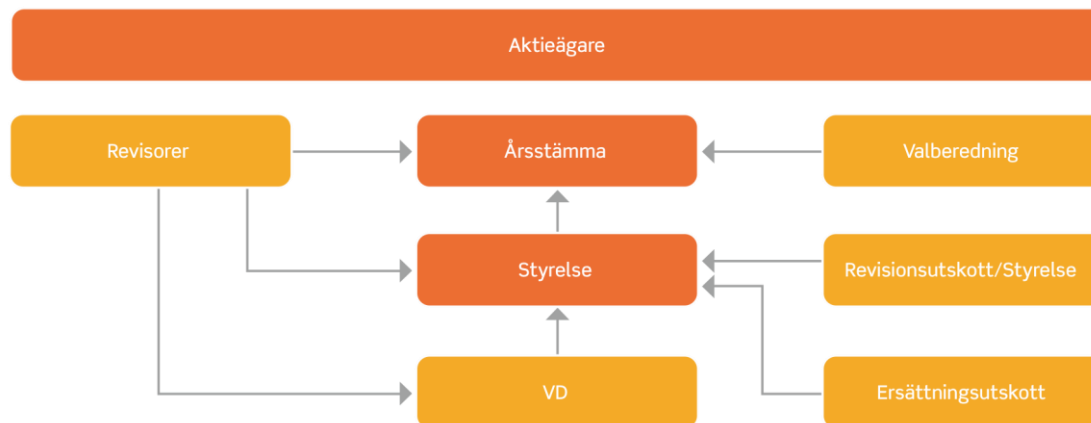 Aktieägare
Revisorer
Årsstämma
Valberedning
Styrelse
Revisionsutskott/Styrelse
VD
Ersättningsutskott